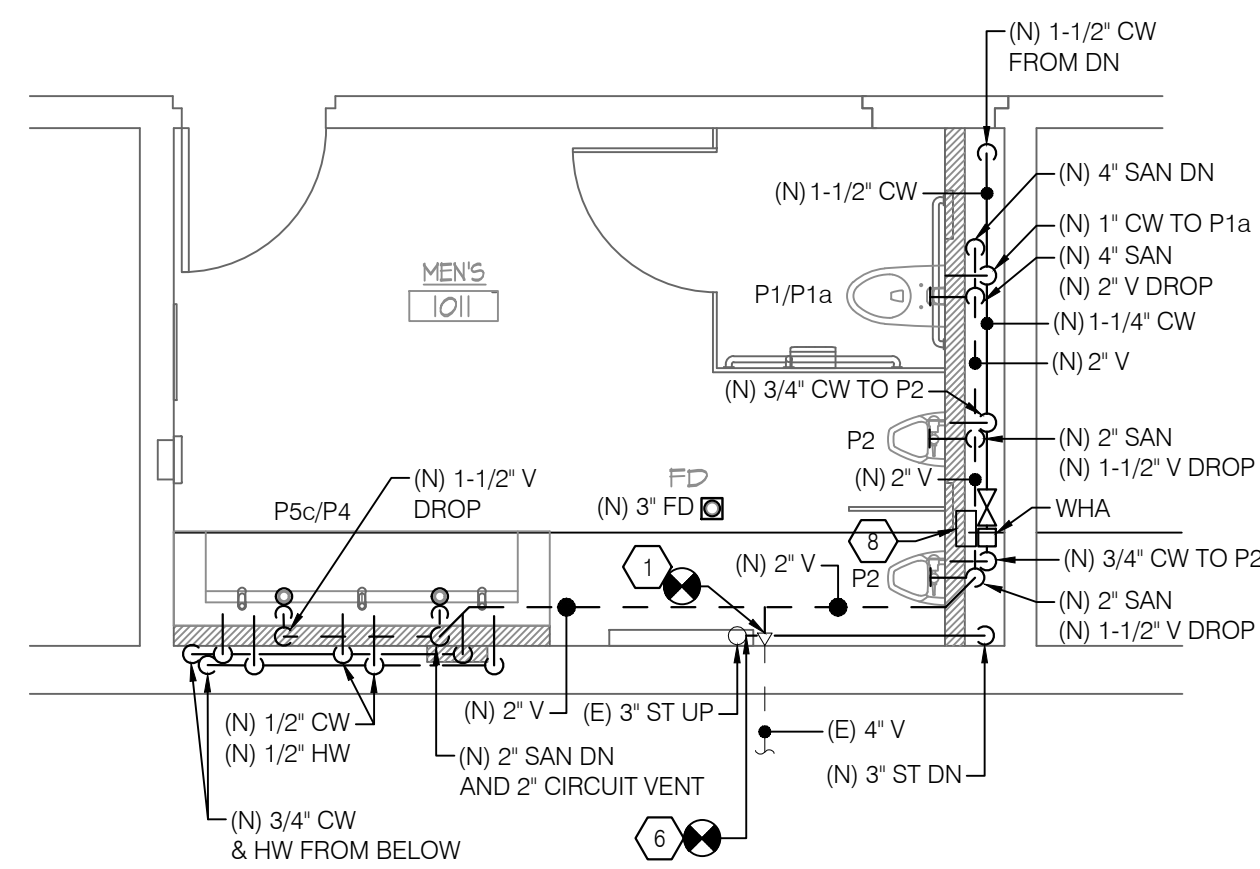 (N) 1-1/2" CW
FROM DN
(N) 4" SAN DN
(N) 1-1/2" CW
(N) 1" CW TO P1a
(N) 4" SAN
(N) 2" V DROP
MEN'S
1011
P1/P1a
(N) 1-1/4" CW
(N) 2" V
(N) 3/4" CW TO P2
P2
(N) 2" SAN
(N) 1-1/2" V DROP
(N) 1-1/2" V
DROP
FD
(N) 2" V
P5c/P4
(N) 3" FD
WHA
8
1
(N) 2" V
P2
(N) 3/4" CW TO P2
(N) 2" SAN
(N) 1-1/2" V DROP
(N) 1/2" CW
(N) 1/2" HW
(N) 2" V
(E) 3" ST UP
(E) 4" V
(N) 2" SAN DN
AND 2" CIRCUIT VENT
(N) 3" ST DN
(N) 3/4" CW
& HW FROM BELOW
6